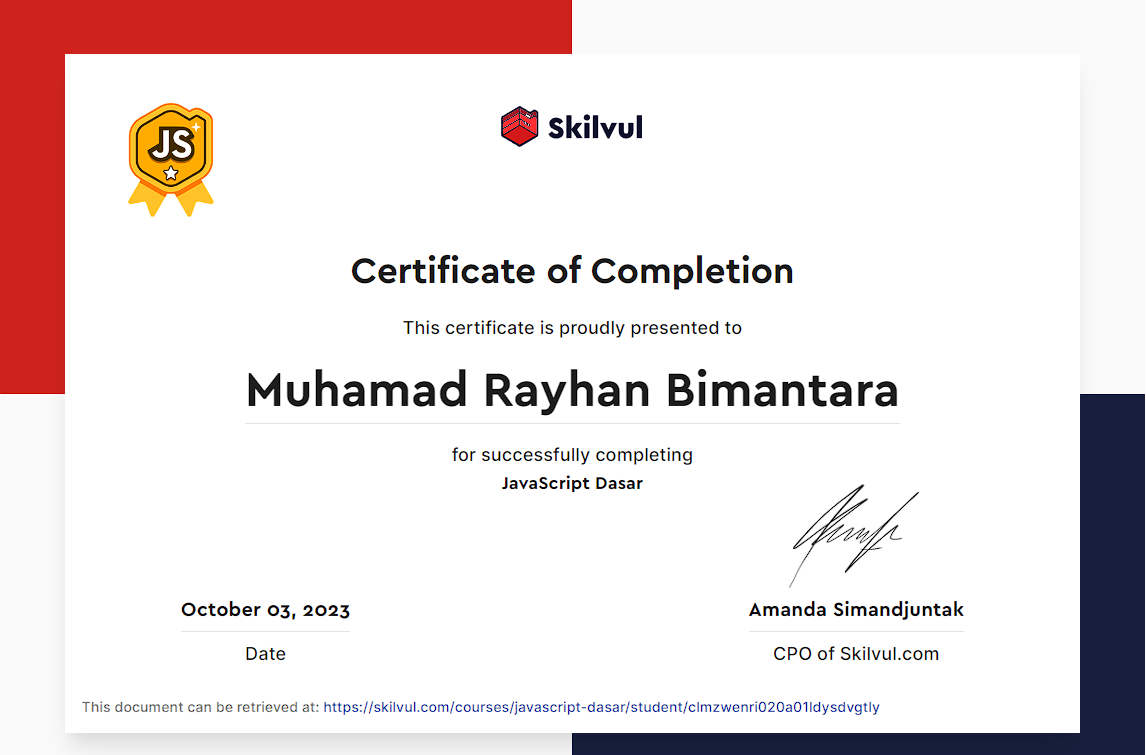 JS
Skilvul
Certificate of Completion
This certificate is proudly presented to
Muhamad Rayhan Bimantara
for successfully completing
JavaScript Dasar
October 03, 2023
Date
Amanda Simandjuntak
CPO of Skilvul.com
This document can be retrieved at: https://skilvul.com/courses/javascript-dasar/student/clmzwenri020a01ldysdvgtly